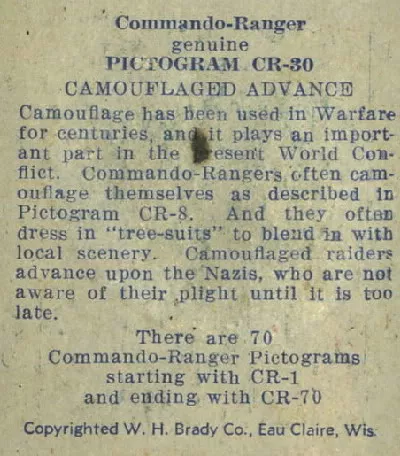 Commando-Ranger
genuine
PICTOGRAM CR-30
CAMOUFLAGED ADVANCE
Camouflage has been used in Warfare
for centuries, and it plays an import-
ant part in the present World Con-
flict. Commando-Rangers often cam-
ouflage themselves as described in
Pictogram CR-8. And they often
dress in "tree-suits" to blend in with
local scenery. Camouflaged raiders
advance upon the Nazis, who are not
aware of their plight until it is too
late.
There are 70
Commando-Ranger Pictograms
starting with CR-1
and ending with CR-70
Copyrighted W. H. Brady Co., Eau Claire, Wis.